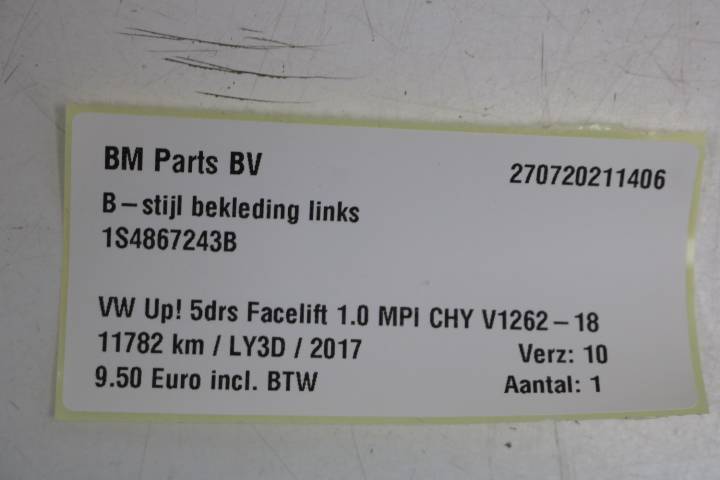 BM Parts BV 270720211406
B-stijl bekleding links
1S4867243B
VW Up! 5drs Facelift 1.0 MPI CHY V1262-18
11782 km / LY3D / 2017 Verz: 10
9.50 Euro incl. BTW Aantal: 1